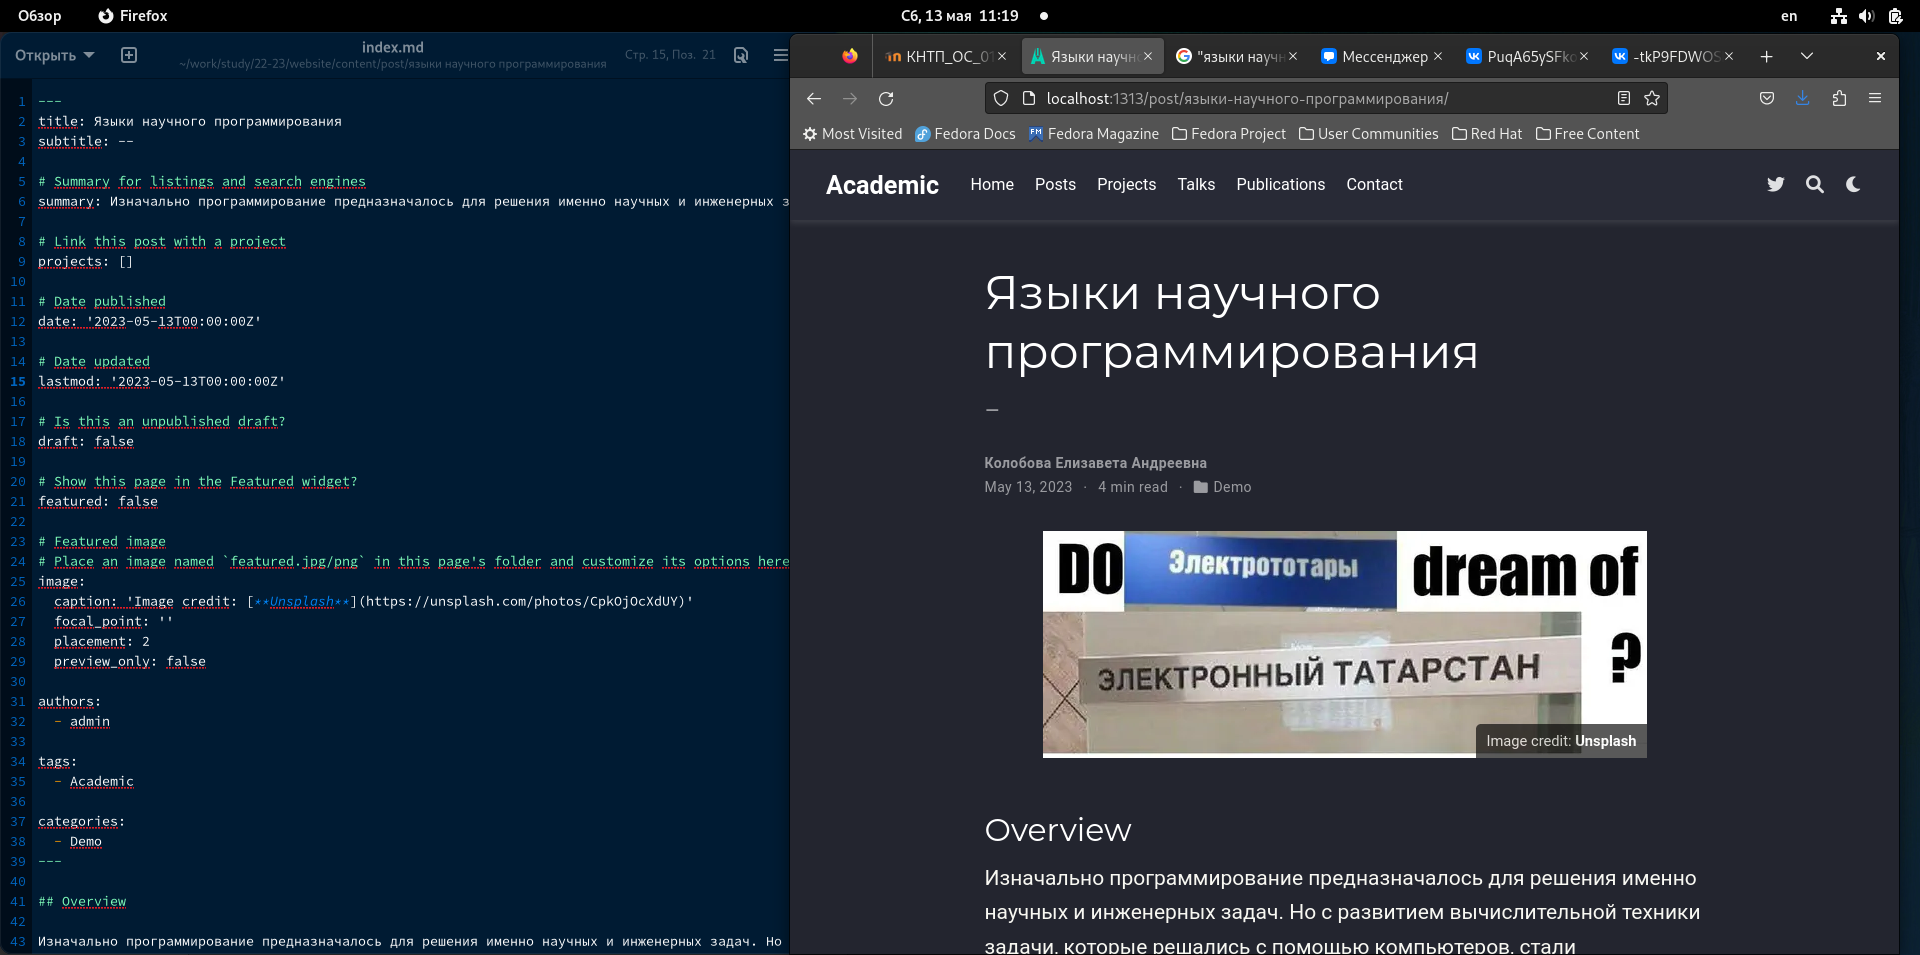 Обзор
Firefox
Сб, 13 мая 11:19
en
Открыть
index.md
~/work/study/22-23/website/content/post/языки научного программирования
Стр. 15, Поз. 21
1 ---
2 title: Языки научного программирования
3 subtitle: --
4
5 # Summary for listings and search engines
6 summary: Изначально программирование предназначалось для решения именно научных и инженерных з
7
8 # Link this post with a project
9 projects: []
10
11 # Date published
12 date: '2023-05-13T00:00:00Z'
13
14 # Date updated
15 lastmod: '2023-05-13T00:00:00Z'
16
17 # Is this an unpublished draft?
18 draft: false
19
20 # Show this page in the Featured widget?
21 featured: false
22
23 # Featured image
24 # Place an image named `featured.jpg/png` in this page's folder and customize its options here
25 image:
26 caption: 'Image credit: [**Unsplash**](https://unsplash.com/photos/CpkOjOcXdUY)'
27 focal_point: ''
28 placement: 2
29 preview_only: false
30
31 authors:
32 - admin
33
34 tags:
35 - Academic
36
37 categories:
38 - Demo
39 ---
40
41 ## Overview
42
43 Изначально программирование предназначалось для решения именно научных и инженерных задач. Но
КНТП_ОС_01
Языки научн
"языки научн
Мессенджер
PuqA65ySFko
-tkP9FDWOS
localhost:1313/post/языки-научного-программирования/
Most Visited
Fedora Docs
Fedora Magazine
Fedora Project
User Communities
Red Hat
Free Content
Academic
Home
Posts
Projects
Talks
Publications
Contact
Языки научного
программирования
–
Колобова Елизавета Андреевна
May 13, 2023 · 4 min read · Demo
DO Электрототары dream of
ЭЛЕКТРОННЫЙ ТАТАРСТАН ?
Image credit: Unsplash
Overview
Изначально программирование предназначалось для решения именно
научных и инженерных задач. Но с развитием вычислительной техники
задачи, которые решались с помощью компьютеров, стали